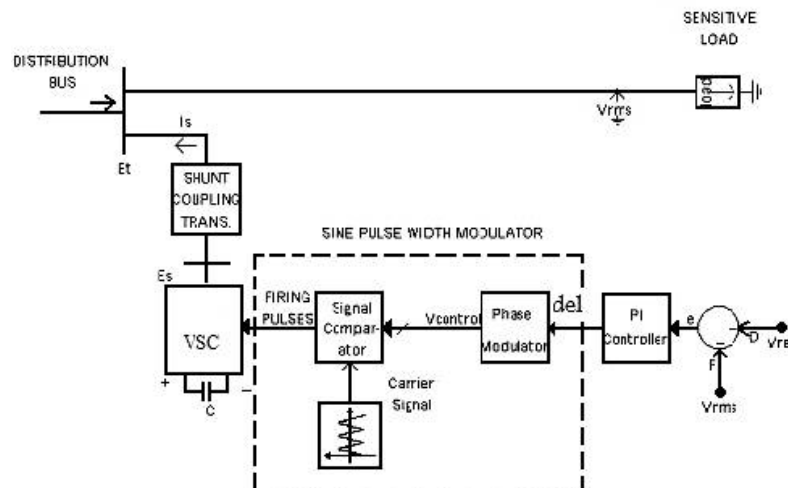 SENSITIVE
LOAD
DISTRIBUTION
BUS
Is
Vrms
Et
SHUNT
COUPLING
TRANS.
SINE PULSE WIDTH MODULATOR
Es
FIRING
PULSES
Signal
Compar-
ator
Vcontrol
Phase
Modulator
del
PI
Controller
e
-
D
Vre
F
Vrms
VSC
+
-
C
Carrier
Signal